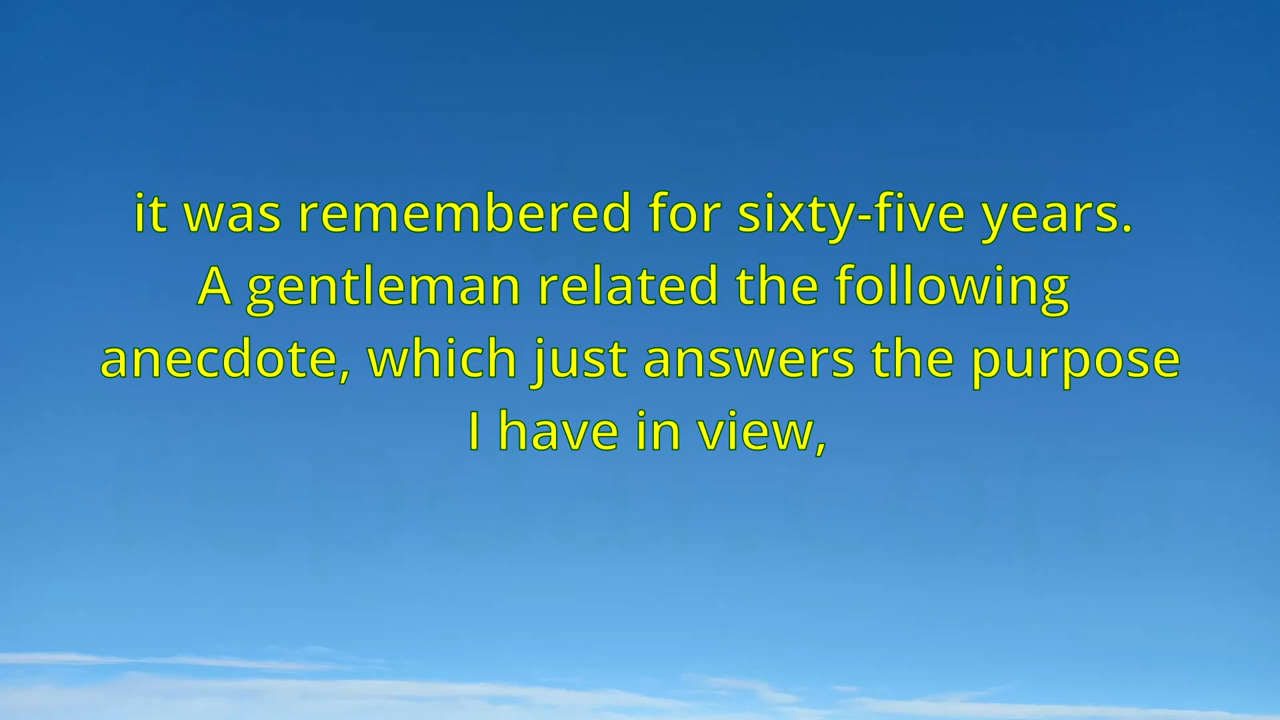 it was remembered for sixty-five years.
A gentleman related the following
anecdote, which just answers the purpose
I have in view,